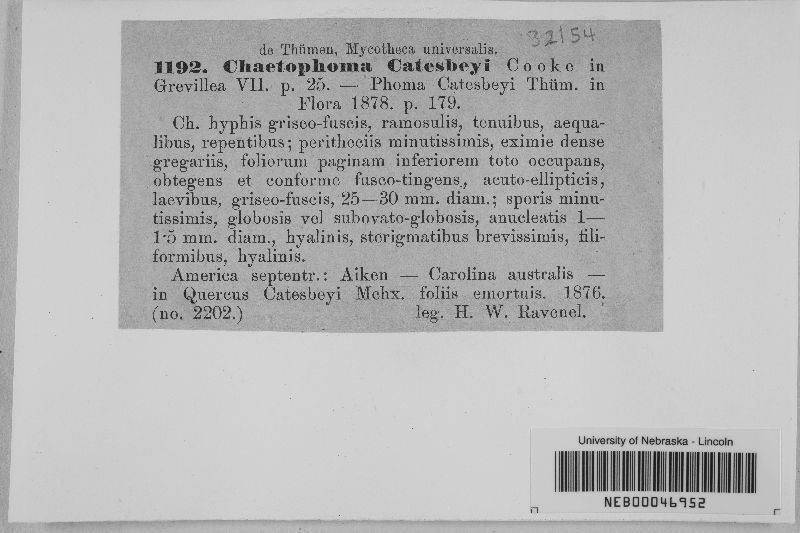 32154
de Thümen, Mycotheca universalis.
1192. Chaetophoma Catesbeyi Cooke in
Grevillea VII. p. 25. — Phoma Catesbeyi Thüm. in
Flora 1878. p. 179.
Ch. hyphis griseo-fuscis, ramosulis, tenuibus, aequa-
libus, repentibus; peritheciis minutissimis, eximie dense
gregariis, foliorum paginam inferiorem toto occupans,
obtegens et conforme fusco-tingens, acuto-ellipticis,
laevibus, griseo-fuscis, 25—30 mm. diam.; sporis minu-
tissimis, globosis vel subovato-globosis, anucleatis 1—
1·5 mm. diam., hyalinis, sterigmatibus brevissimis, fili-
formibus, hyalinis.
America septentr.: Aiken — Carolina australis —
in Quercus Catesbeyi Mchx. foliis emortuis. 1876.
(no. 2202.) leg. H. W. Ravenel.
University of Nebraska - Lincoln
NEB00046952